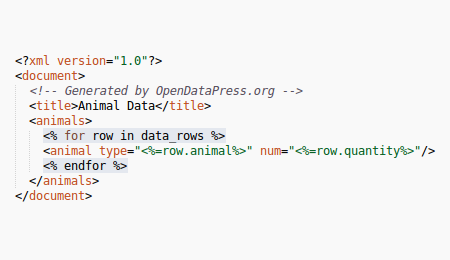 <?xml version="1.0"?>
<document>
<!-- Generated by OpenDataPress.org -->
<title>Animal Data</title>
<animals>
<% for row in data_rows %>
<animal type="<%=row.animal%>" num="<%=row.quantity%>"/>
<% endfor %>
</animals>
</document>